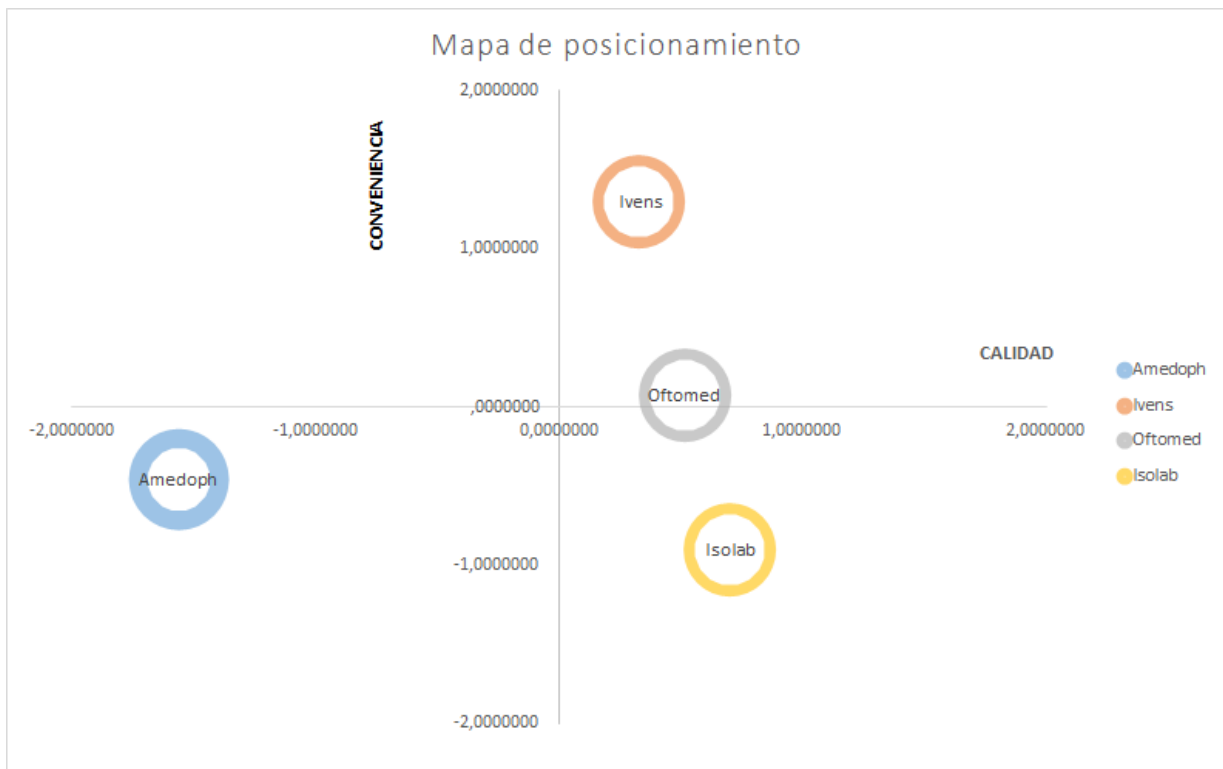 Mapa de posicionamiento
2,0000000
CONVENIENCIA
Ivens
1,0000000
CALIDAD
Amedoph
Oftomed
,0000000
Ivens
-2,0000000
-1,0000000
0,0000000
1,0000000
2,0000000
Oftomed
Amedoph
Isolab
Isolab
-1,0000000
-2,0000000